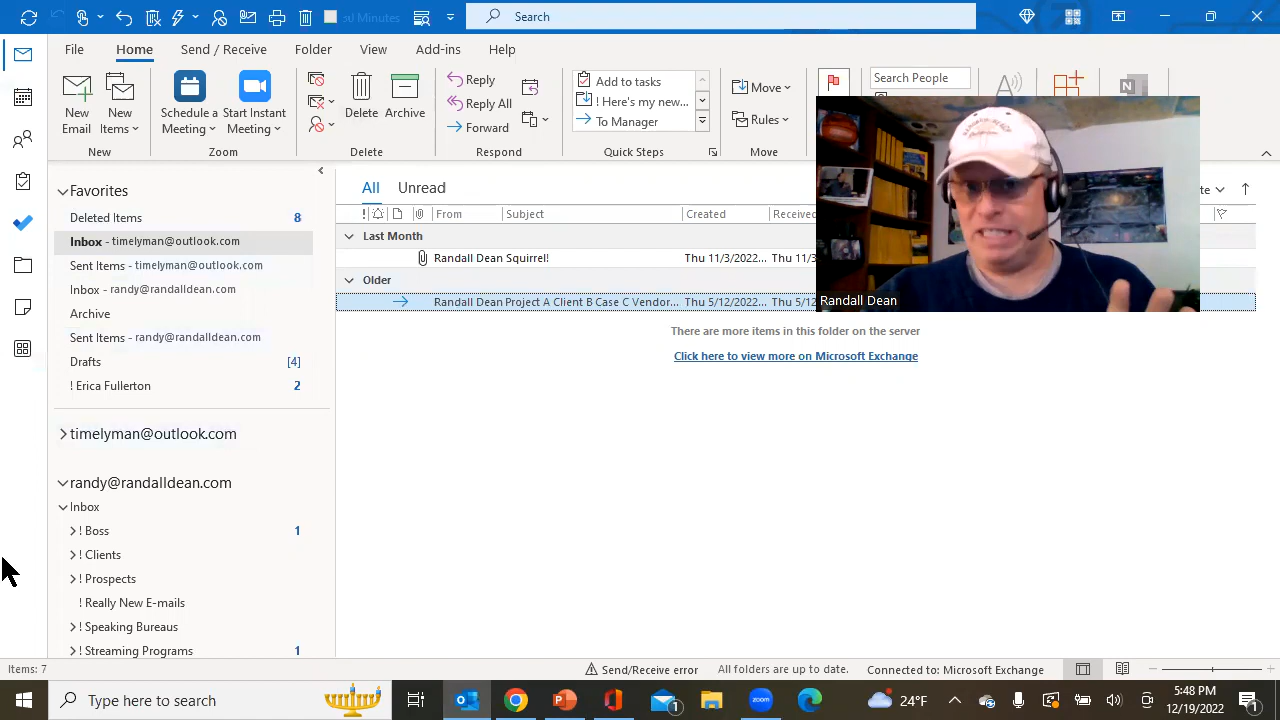 30 Minutes
Search
File
Home
Send / Receive
Folder
View
Add-ins
Help
New
Email
New
Items
New
Schedule a
Meeting
Start Instant
Meeting
Zoom
Delete
Archive
Delete
Reply
Reply All
Forward
Respond
Add to tasks
! Here's my new...
To Manager
Quick Steps
Move
Rules
Move
Search People
Favorites
Deleted Items 8
Inbox - timelyman@outlook.com
Sent Items - timelyman@outlook.com
Inbox - randy@randalldean.com
Archive
Sent Items - randy@randalldean.com
Drafts [4]
! Erica Fullerton 2
timelyman@outlook.com
randy@randalldean.com
Inbox
! Boss 1
! Clients
! Prospects
! Really New E-mails
! Speaking Bureaus
! Streaming Programs 1
All Unread
! From Subject Created Received
Last Month
Randall Dean Squirrel! Thu 11/3/2022... Thu 11/3
Older
Randall Dean Project A Client B Case C Vendor... Thu 5/12/2022... Thu 5/12
There are more items in this folder on the server
Click here to view more on Microsoft Exchange
Randall Dean
Items: 7
Send/Receive error
All folders are up to date.
Connected to: Microsoft Exchange
Type here to search
zoom
24°F
5:48 PM
12/19/2022